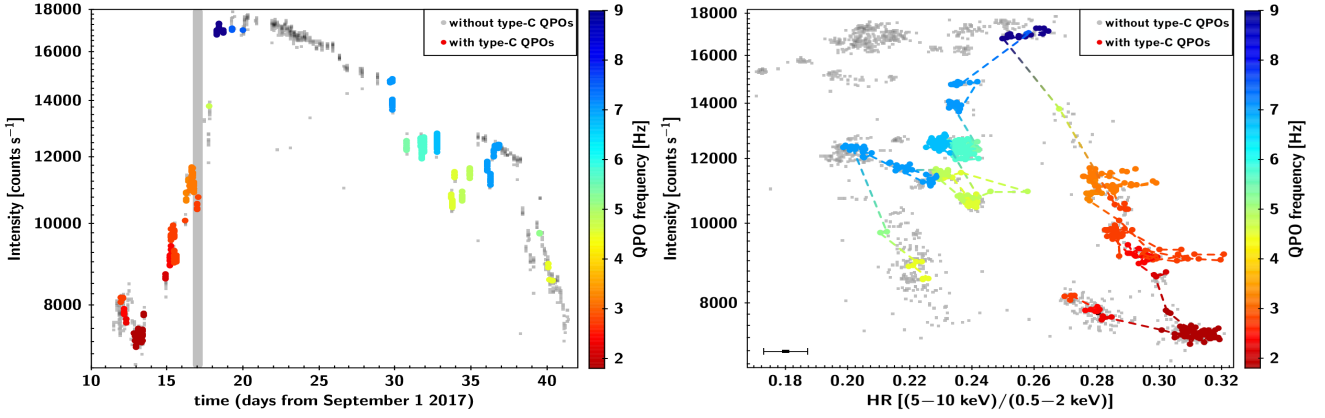 18000
16000
14000
12000
10000
8000
Intensity [counts s⁻¹]
10 15 20 25 30 35 40
time (days from September 1 2017)
without type-C QPOs
with type-C QPOs
9
8
7
6
5
4
3
2
QPO frequency [Hz]
18000
16000
14000
12000
10000
8000
Intensity [counts s⁻¹]
0.18 0.20 0.22 0.24 0.26 0.28 0.30 0.32
HR [(5−10 keV)/(0.5−2 keV)]
without type-C QPOs
with type-C QPOs
9
8
7
6
5
4
3
2
QPO frequency [Hz]